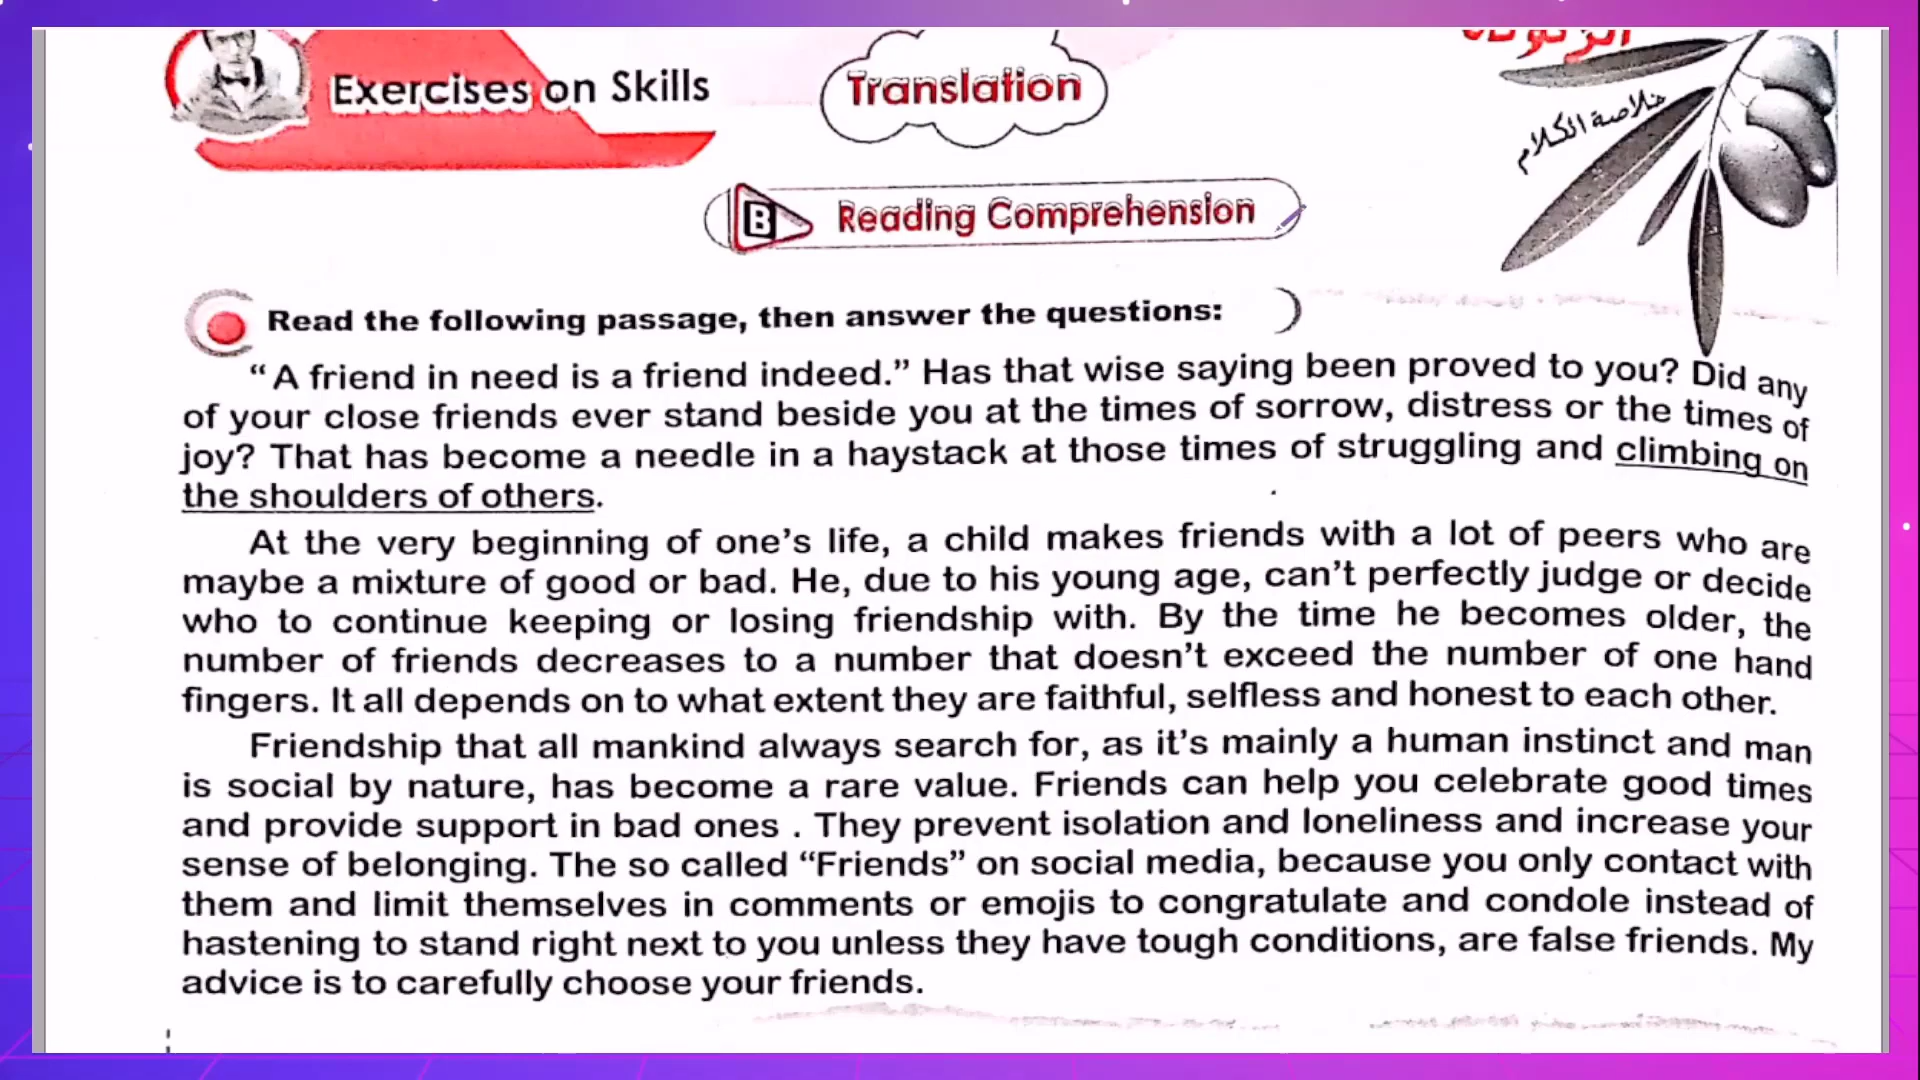 Exercises on Skills
Translation
خلاصة الكلام
B Reading Comprehension
Read the following passage, then answer the questions:
“A friend in need is a friend indeed.” Has that wise saying been proved to you? Did any
of your close friends ever stand beside you at the times of sorrow, distress or the times of
joy? That has become a needle in a haystack at those times of struggling and climbing on
the shoulders of others.
At the very beginning of one’s life, a child makes friends with a lot of peers who are
maybe a mixture of good or bad. He, due to his young age, can’t perfectly judge or decide
who to continue keeping or losing friendship with. By the time he becomes older, the
number of friends decreases to a number that doesn’t exceed the number of one hand
fingers. It all depends on to what extent they are faithful, selfless and honest to each other.
Friendship that all mankind always search for, as it’s mainly a human instinct and man
is social by nature, has become a rare value. Friends can help you celebrate good times
and provide support in bad ones . They prevent isolation and loneliness and increase your
sense of belonging. The so called “Friends” on social media, because you only contact with
them and limit themselves in comments or emojis to congratulate and condole instead of
hastening to stand right next to you unless they have tough conditions, are false friends. My
advice is to carefully choose your friends.